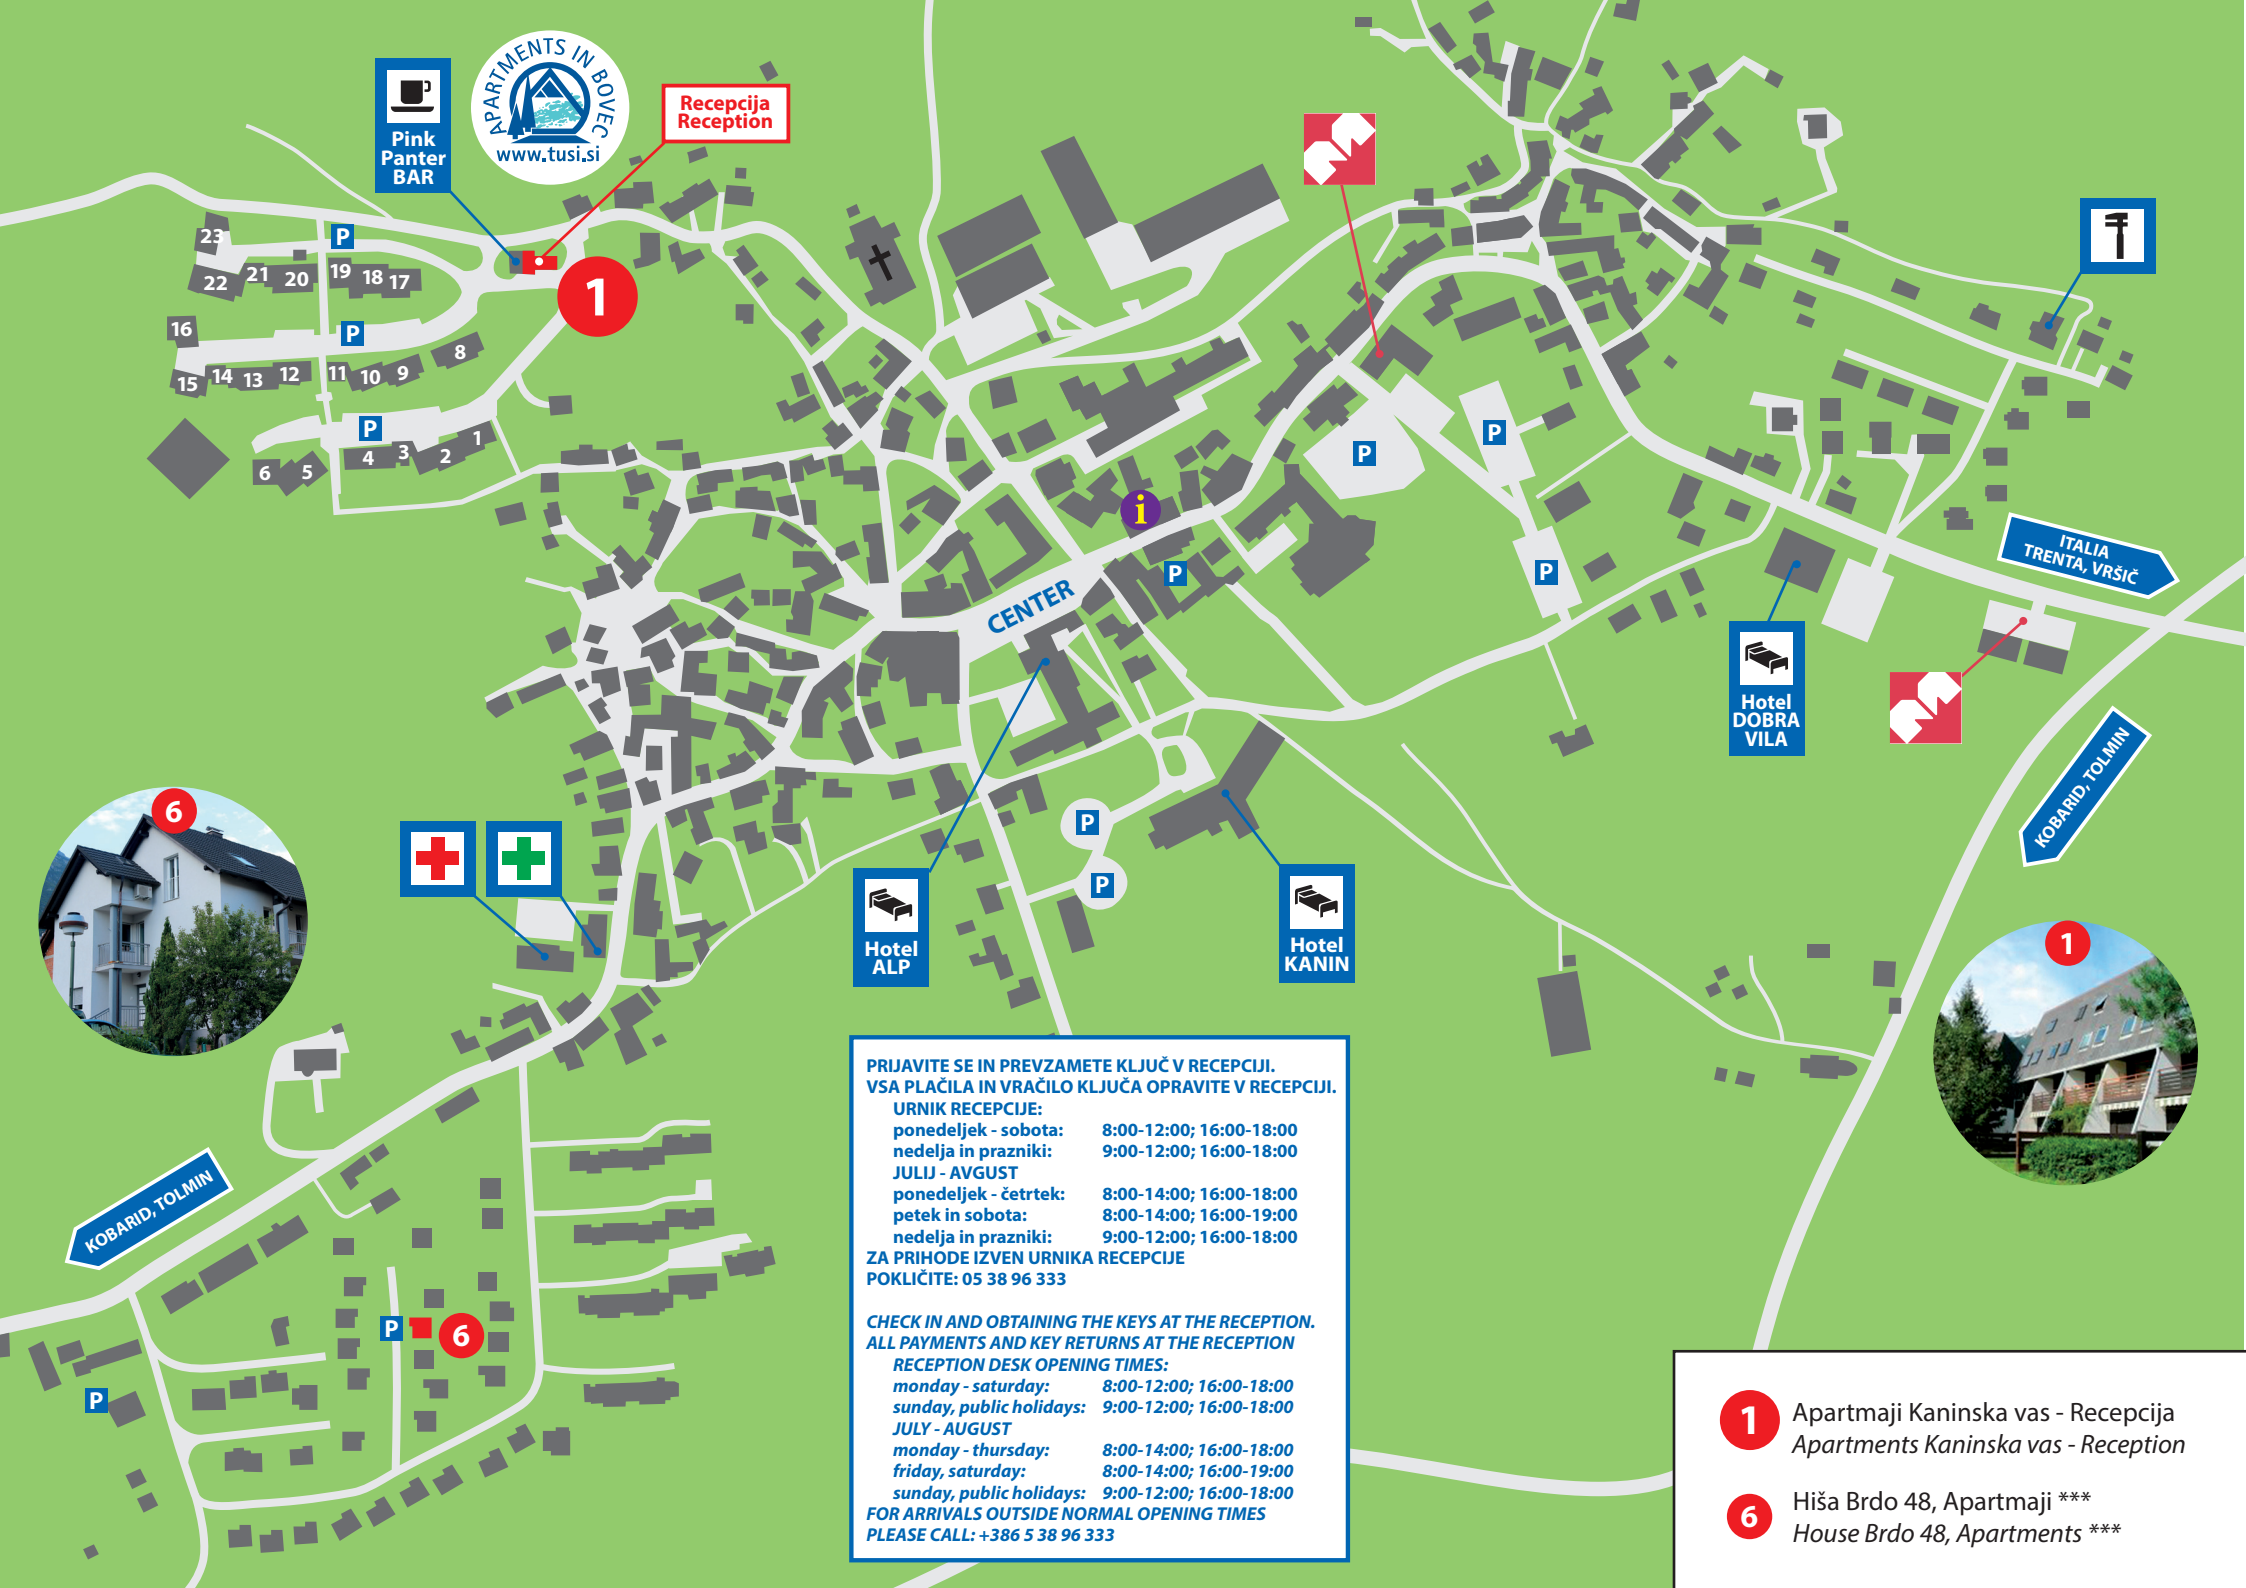 APARTMENTS IN BOVEC
www.tusi.si
Pink
Panter
BAR
Recepcija
Reception
1
P
23
22
21
20
19
18
17
P
16
15
14
13
12
11
10
9
8
P
6
5
4
3
2
1
i
P
P
P
P
CENTER
ITALIA
TRENTA, VRŠIČ
Hotel
DOBRA
VILA
KOBARID, TOLMIN
6
P
P
Hotel
ALP
Hotel
KANIN
1
KOBARID, TOLMIN
P
6
P
PRIJAVITE SE IN PREVZAMETE KLJUČ V RECEPCIJI.
VSA PLAČILA IN VRAČILO KLJUČA OPRAVITE V RECEPCIJI.
URNIK RECEPCIJE:
ponedeljek - sobota: 8:00-12:00; 16:00-18:00
nedelja in prazniki: 9:00-12:00; 16:00-18:00
JULIJ - AVGUST
ponedeljek - četrtek: 8:00-14:00; 16:00-18:00
petek in sobota: 8:00-14:00; 16:00-19:00
nedelja in prazniki: 9:00-12:00; 16:00-18:00
ZA PRIHODE IZVEN URNIKA RECEPCIJE
POKLIČITE: 05 38 96 333
CHECK IN AND OBTAINING THE KEYS AT THE RECEPTION.
ALL PAYMENTS AND KEY RETURNS AT THE RECEPTION
RECEPTION DESK OPENING TIMES:
monday - saturday: 8:00-12:00; 16:00-18:00
sunday, public holidays: 9:00-12:00; 16:00-18:00
JULY - AUGUST
monday - thursday: 8:00-14:00; 16:00-18:00
friday, saturday: 8:00-14:00; 16:00-19:00
sunday, public holidays: 9:00-12:00; 16:00-18:00
FOR ARRIVALS OUTSIDE NORMAL OPENING TIMES
PLEASE CALL: +386 5 38 96 333
1 Apartmaji Kaninska vas - Recepcija
Apartments Kaninska vas - Reception
6 Hiša Brdo 48, Apartmaji ***
House Brdo 48, Apartments ***